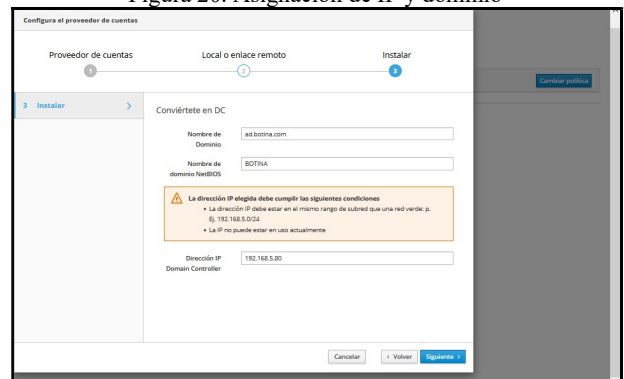 Figura 20. Asignación de IP y dominio
Configura el proveedor de cuentas
Proveedor de cuentas
Local o enlace remoto
Instalar
1
2
3
Cambiar política
3 Instalar
Conviértete en DC
Nombre de Dominio
ad.botina.com
Nombre de dominio NetBIOS
BOTINA
La dirección IP elegida debe cumplir las siguientes condiciones
• La dirección IP debe estar en el mismo rango de subred que una red verde: p.
Ej. 192.168.5.0/24
• La IP no puede estar en uso actualmente
Dirección IP
Domain Controller
192.168.5.80
Cancelar
< Volver
Siguiente >